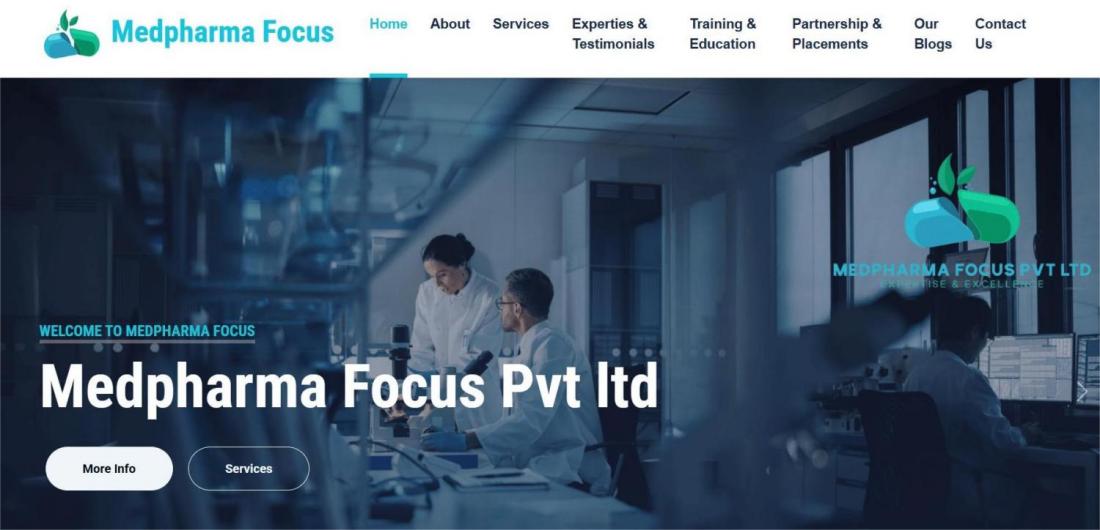 Medpharma Focus
Home
About
Services
Experties &
Testimonials
Training &
Education
Partnership &
Placements
Our
Blogs
Contact
Us
MEDPHARMA FOCUS PVT LTD
EXPERTISE & EXCELLENCE
WELCOME TO MEDPHARMA FOCUS
Medpharma Focus Pvt ltd
More Info
Services